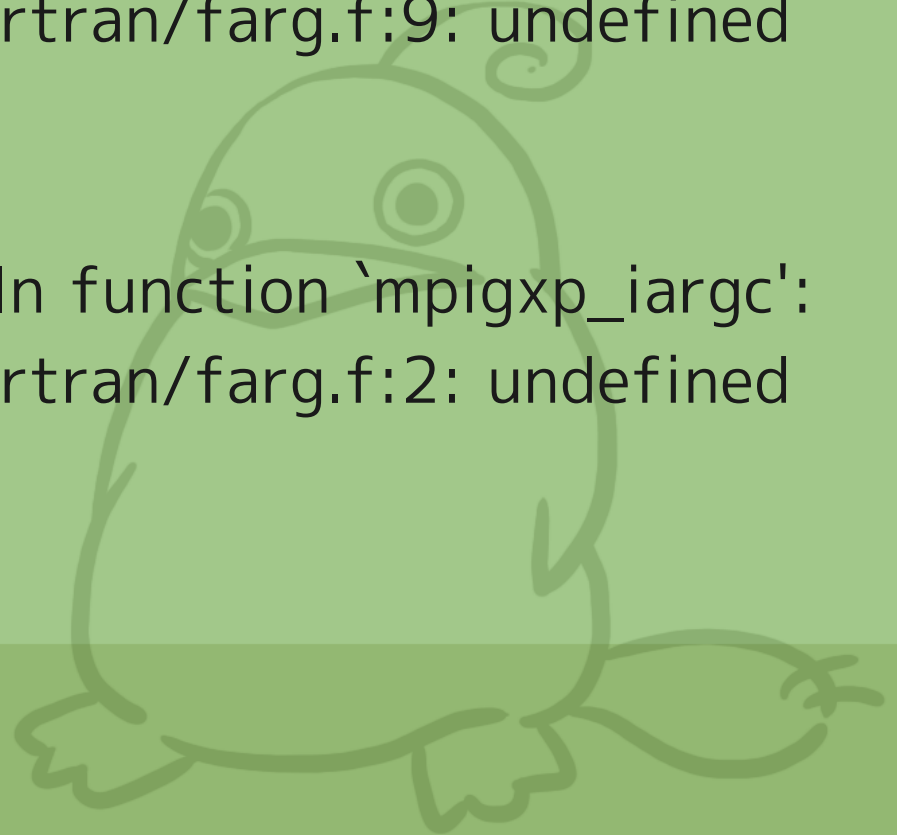 rtran/farg.f:9: undefined
In function `mpigxp_iargc':
rtran/farg.f:2: undefined